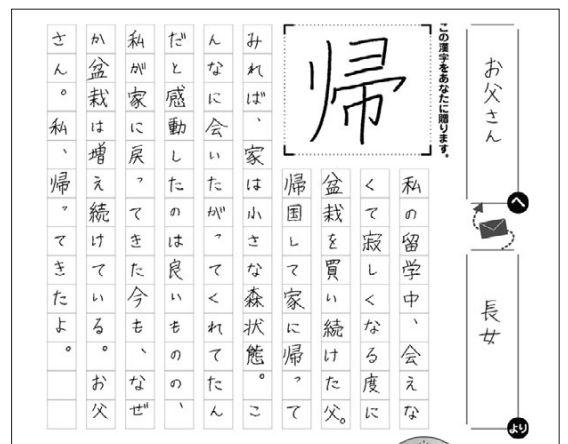 お父さん
へ
長女
より
この漢字をあなたに贈ります。
帰
私の留学中、会えな
くて寂しくなる度に
盆栽を買い続けた父。
帰国して家に帰って
みれば、家は小さな森状態。こ
んなに会いたがってくれてたん
だと感動したのは良いものの、
私が家に戻ってきた今も、なぜ
か盆栽は増え続けている。お父
さん。私、帰ってきたよ。